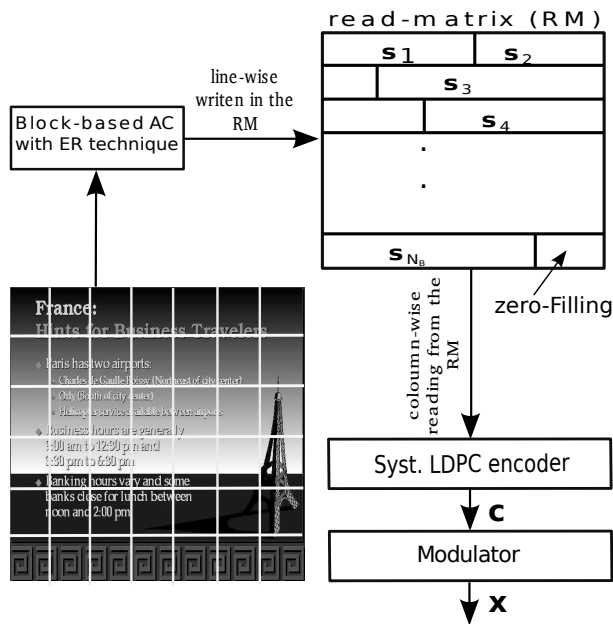 read-matrix (RM)
s1
s2
s3
s4
.
.
sNB
zero-Filling
line-wise
writen in the
RM
Block-based AC
with ER technique
France:
Hints for Business Travelers
Paris has two airports:
Charles de Gaulle Roissy (Northeast of city center)
Orly (South of city center)
Helicopter service available between airports
Business hours are generally
9:00 am to 12:30 pm and
3:30 pm to 6:30 pm
Banking hours vary and some
banks close for lunch between
noon and 2:00 pm
coloumn-wise
reading from the
RM
Syst. LDPC encoder
c
Modulator
x